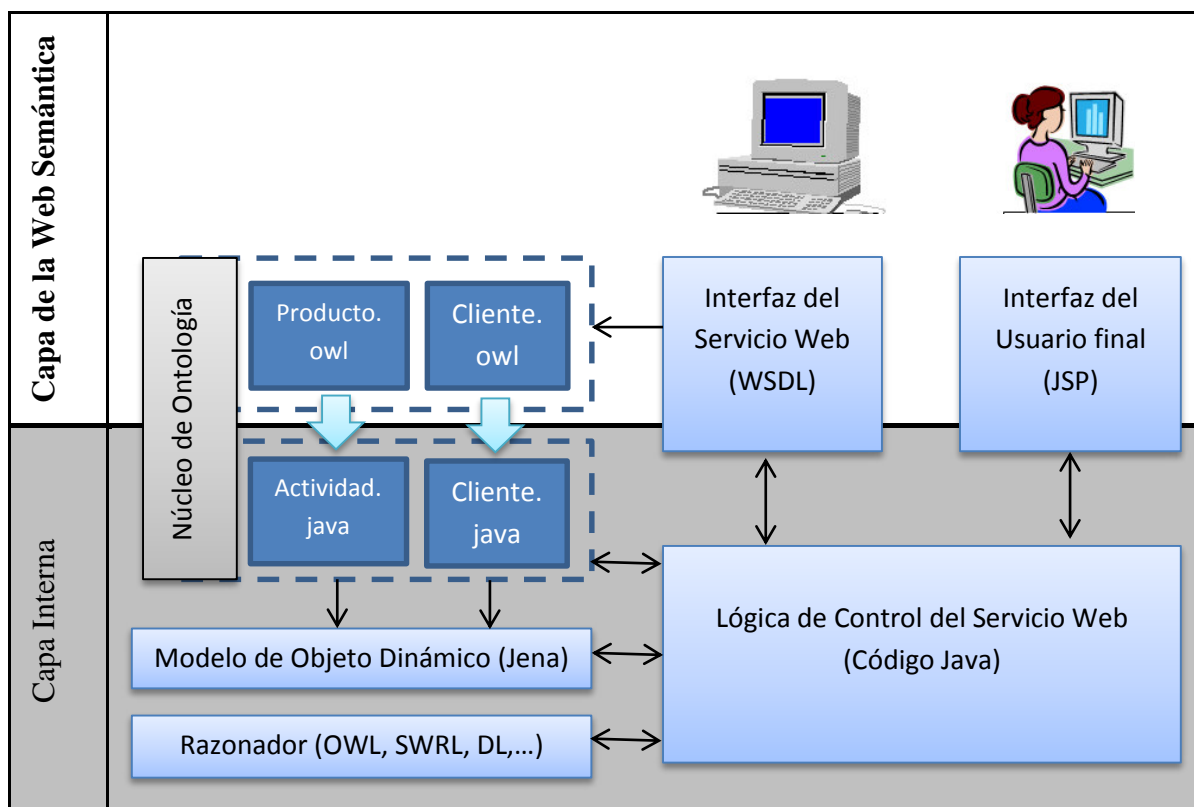 Capa de la Web Semántica
Núcleo de Ontología
Producto.
owl
Cliente.
owl
Interfaz del
Servicio Web
(WSDL)
Interfaz del
Usuario final
(JSP)
Capa Interna
Actividad.
java
Cliente.
java
Lógica de Control del Servicio Web
(Código Java)
Modelo de Objeto Dinámico (Jena)
Razonador (OWL, SWRL, DL,…)